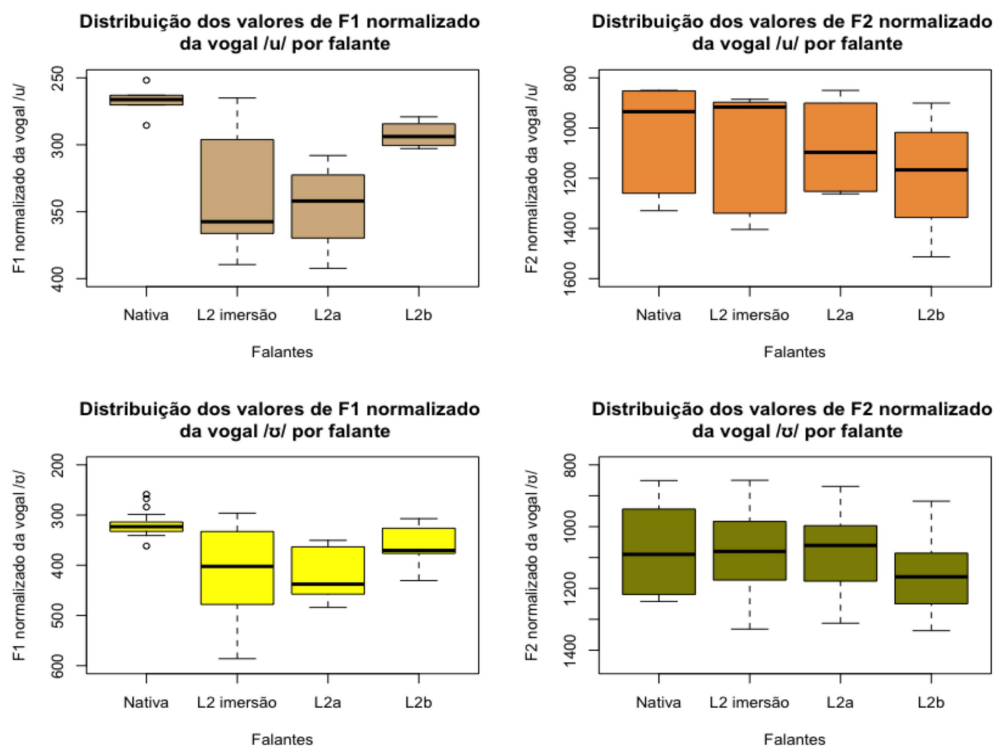 Distribuição dos valores de F1 normalizado
da vogal /u/ por falante
F1 normalizado da vogal /u/
250
300
350
400
Nativa L2 imersão L2a L2b
Falantes
Distribuição dos valores de F2 normalizado
da vogal /u/ por falante
F2 normalizado da vogal /u/
800
1000
1200
1400
1600
Nativa L2 imersão L2a L2b
Falantes
Distribuição dos valores de F1 normalizado
da vogal /ʊ/ por falante
F1 normalizado da vogal /ʊ/
200
300
400
500
600
Nativa L2 imersão L2a L2b
Falantes
Distribuição dos valores de F2 normalizado
da vogal /ʊ/ por falante
F2 normalizado da vogal /ʊ/
800
1000
1200
1400
Nativa L2 imersão L2a L2b
Falantes